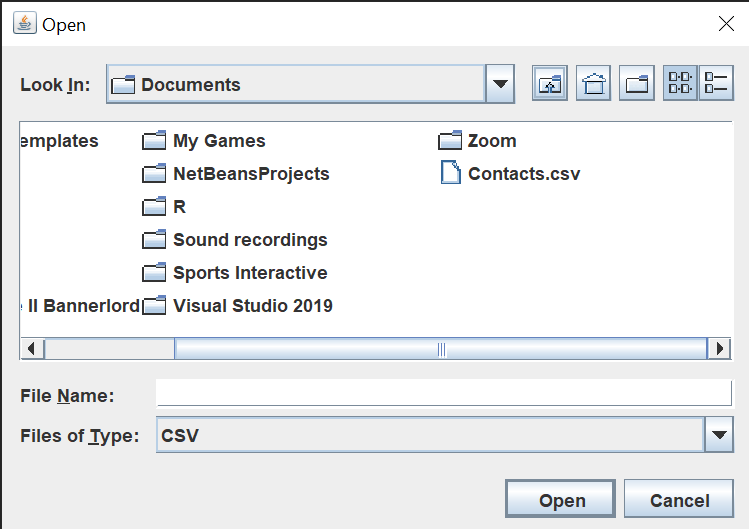 Open
Look In: Documents
emplates
e II Bannerlord
My Games
NetBeansProjects
R
Sound recordings
Sports Interactive
Visual Studio 2019
Zoom
Contacts.csv
File Name:
Files of Type: CSV
Open Cancel